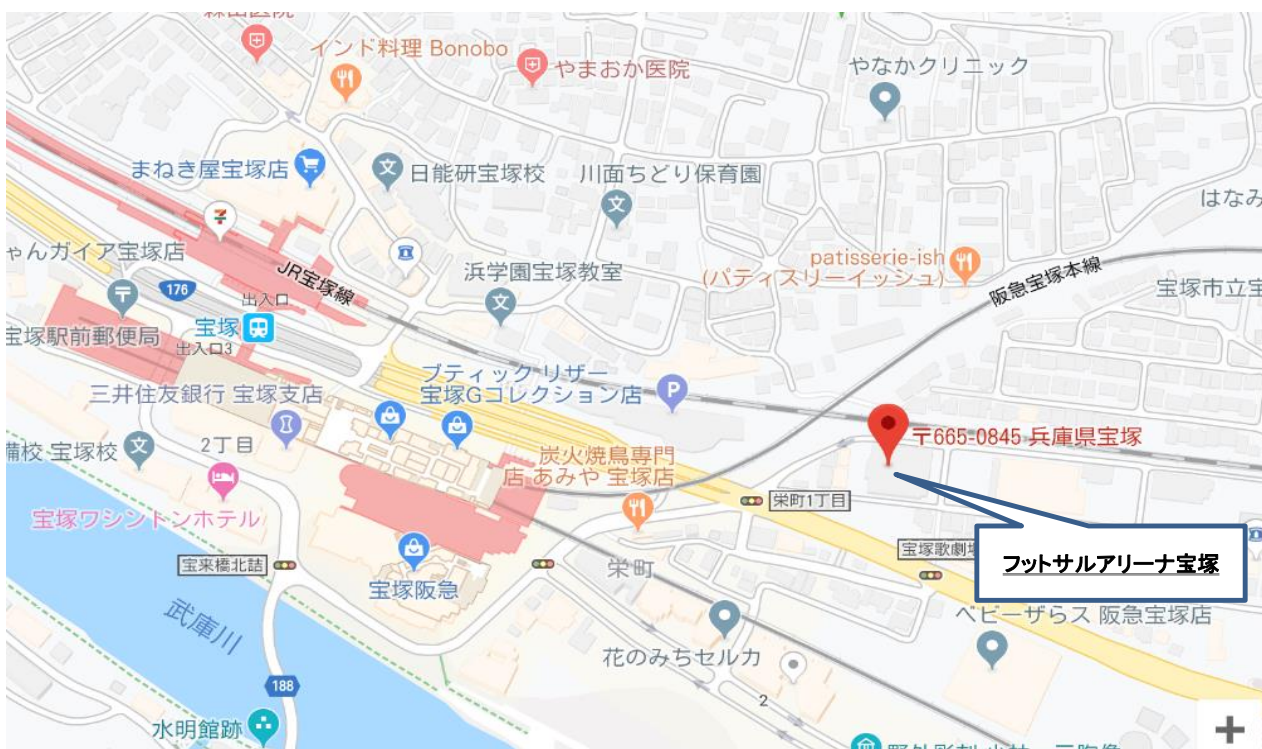 森田医院
インド料理 Bonobo
やまおか医院
やなかクリニック
まねき屋宝塚店
日能研宝塚校
川面ちどり保育園
はなみ
ゃんガイア宝塚店
JR宝塚線
浜学園宝塚教室
patisserie-ish
(パティスリーイッシュ)
阪急宝塚本線
宝塚市立宝
176
出入口
宝塚
出入口3
宝塚駅前郵便局
三井住友銀行 宝塚支店
ブティック リザー
宝塚Gコレクション店
P
〒665-0845 兵庫県宝塚
備校 宝塚校
2丁目
炭火焼鳥専門
店 あみや 宝塚店
栄町1丁目
宝塚ワシントンホテル
宝塚歌劇場
フットサルアリーナ宝塚
宝来橋北詰
宝塚阪急
栄町
ベビーザらス 阪急宝塚店
武庫川
花のみちセルカ
188
2
水明館跡
文
文
文
文
文